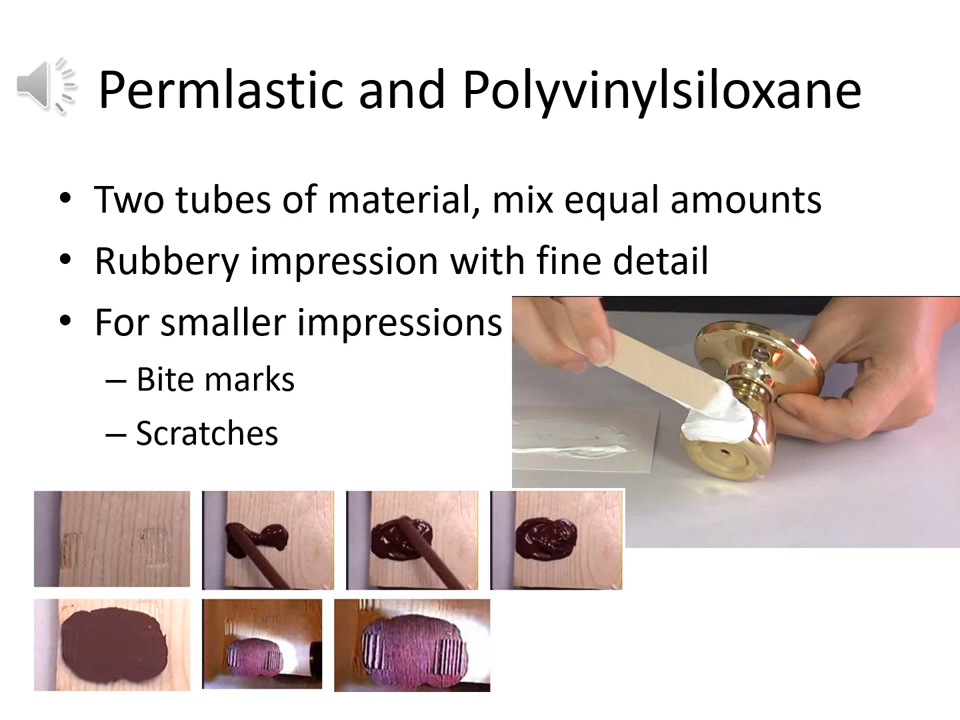 Permlastic and Polyvinylsiloxane
• Two tubes of material, mix equal amounts
• Rubbery impression with fine detail
• For smaller impressions
– Bite marks
– Scratches